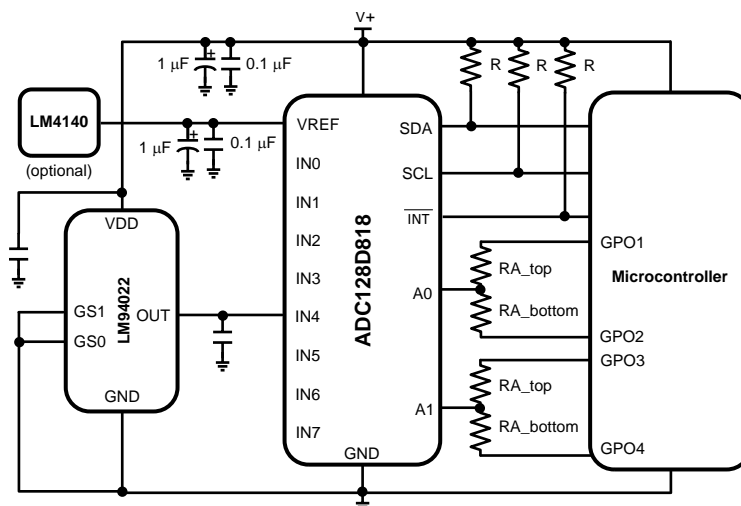 V+
1 μF
0.1 μF
R
R
R
LM4140
(optional)
1 μF
0.1 μF
VREF
IN0
IN1
IN2
IN3
IN4
IN5
IN6
IN7
GND
ADC128D818
SDA
SCL
INT
A0
A1
VDD
GS1
GS0
OUT
GND
LM94022
RA_top
RA_bottom
RA_top
RA_bottom
GPO1
GPO2
GPO3
GPO4
Microcontroller